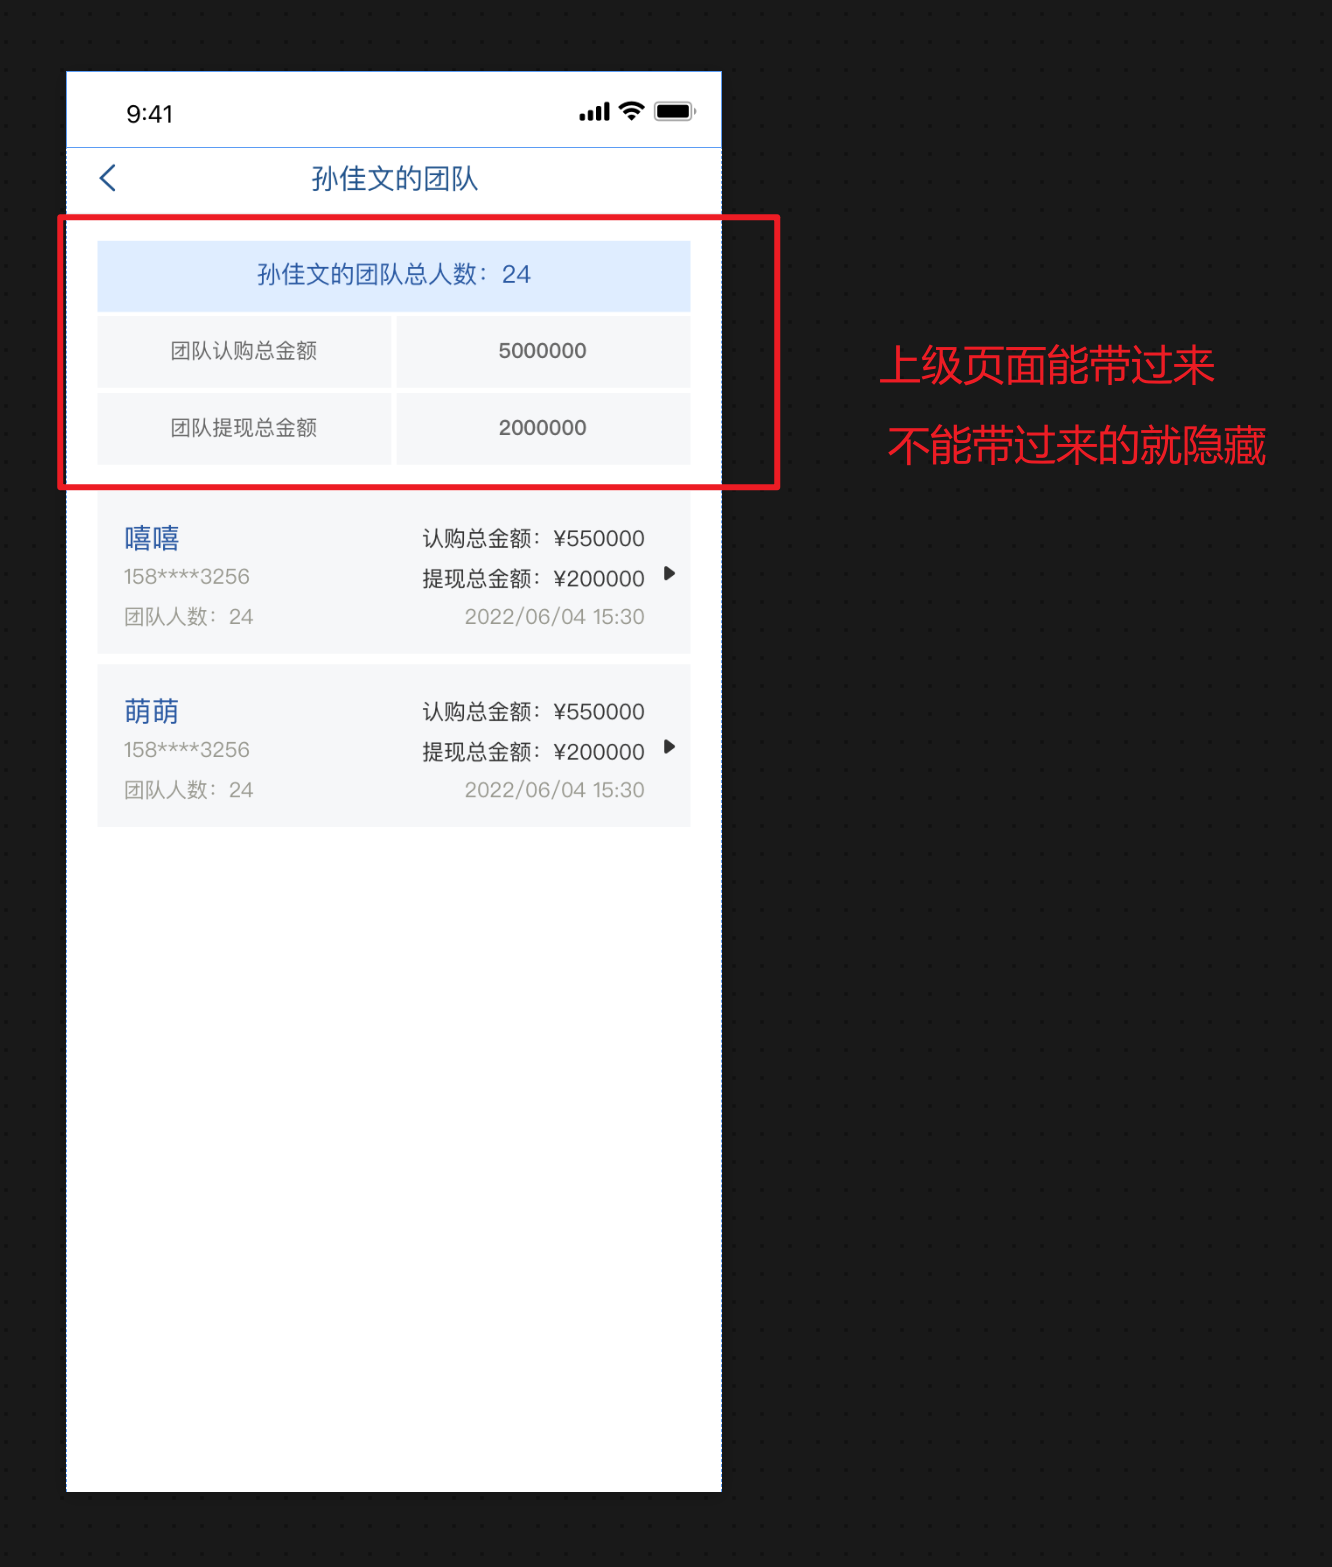 9:41
孙佳文的团队
孙佳文的团队总人数：24
团队认购总金额
5000000
团队提现总金额
2000000
上级页面能带过来
不能带过来的就隐藏
嘻嘻
认购总金额：¥550000
158****3256
提现总金额：¥200000
团队人数：24
2022/06/04 15:30
萌萌
认购总金额：¥550000
158****3256
提现总金额：¥200000
团队人数：24
2022/06/04 15:30